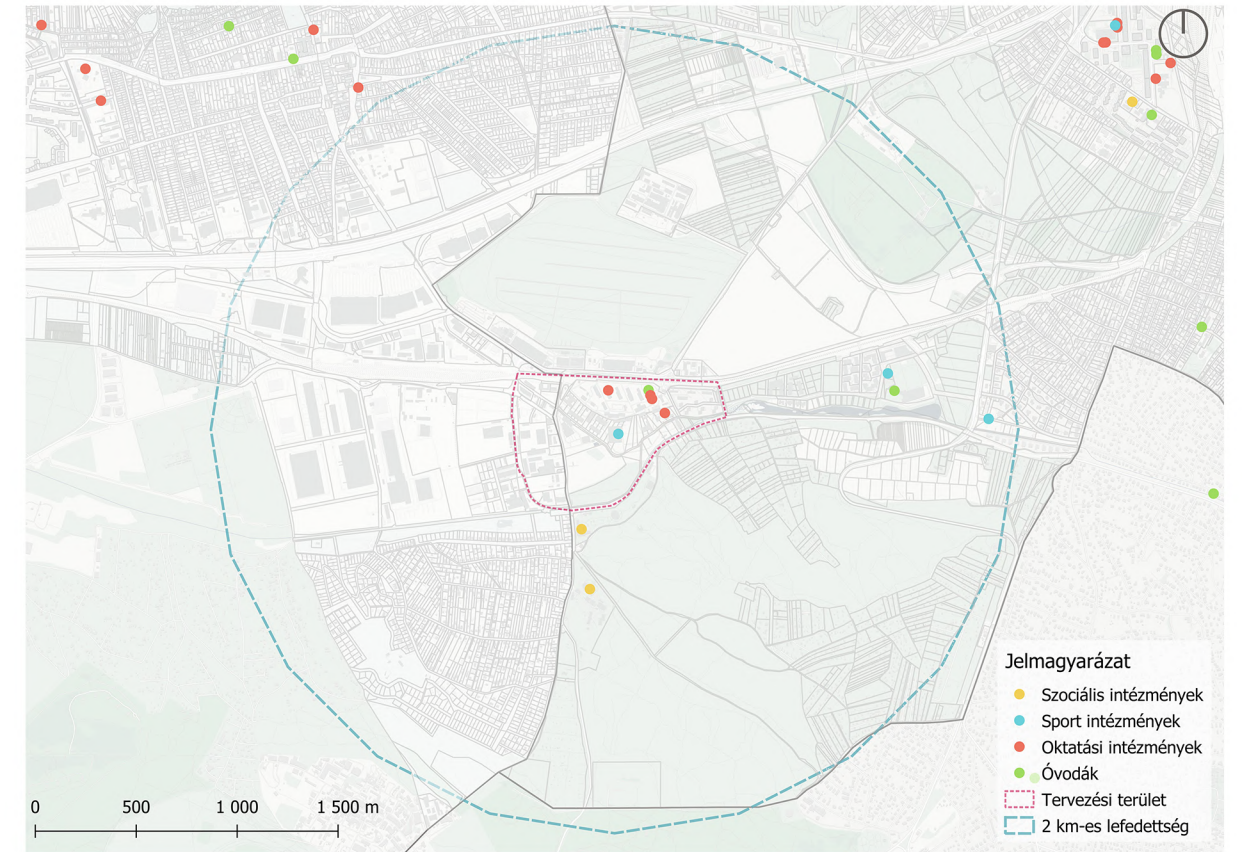 Jelmagyarázat
Szociális intézmények
Sport intézmények
Oktatási intézmények
Óvodák
Tervezési terület
2 km-es lefedettség
0 500 1 000 1 500 m